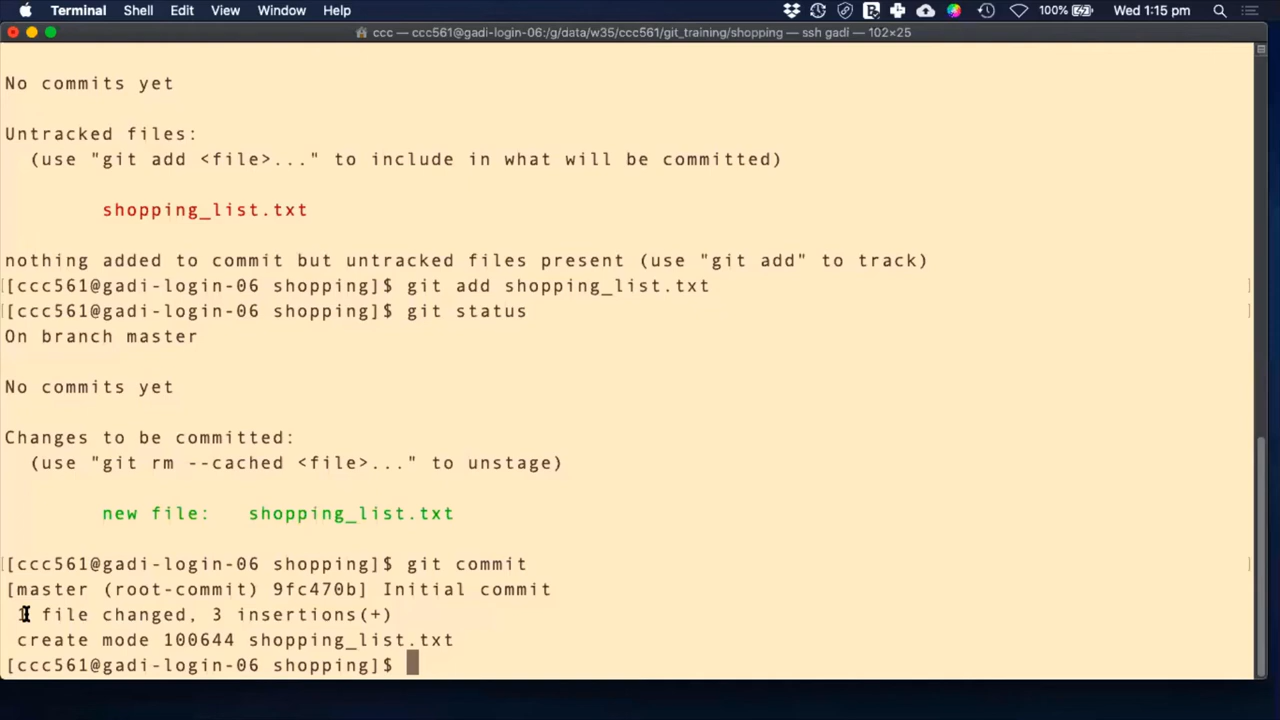 Terminal Shell Edit View Window Help 100% Wed 1:15 pm
ccc — ccc561@gadi-login-06:/g/data/w35/ccc561/git_training/shopping — ssh gadi — 102×25
No commits yet
Untracked files:
(use "git add <file>..." to include in what will be committed)
shopping_list.txt
nothing added to commit but untracked files present (use "git add" to track)
[ccc561@gadi-login-06 shopping]$ git add shopping_list.txt
[ccc561@gadi-login-06 shopping]$ git status
On branch master
No commits yet
Changes to be committed:
(use "git rm --cached <file>..." to unstage)
new file: shopping_list.txt
[ccc561@gadi-login-06 shopping]$ git commit
[master (root-commit) 9fc470b] Initial commit
1 file changed, 3 insertions(+)
create mode 100644 shopping_list.txt
[ccc561@gadi-login-06 shopping]$